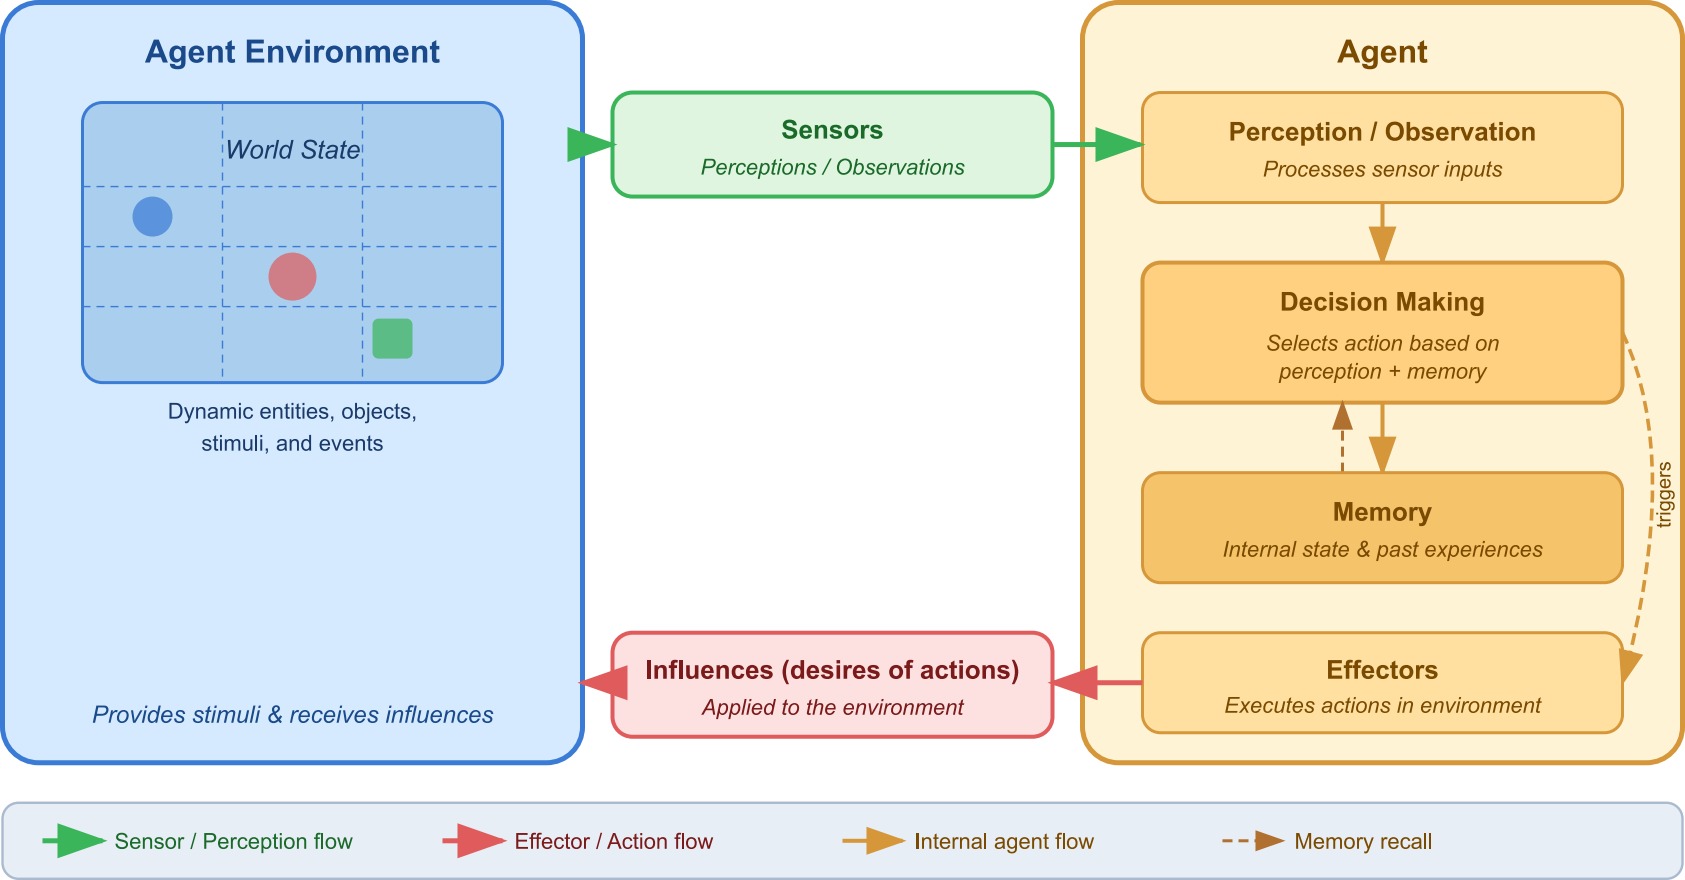 Agent Environment
World State
Dynamic entities, objects,
stimuli, and events
Provides stimuli & receives influences
Sensors
Perceptions / Observations
Influences (desires of actions)
Applied to the environment
Agent
Perception / Observation
Processes sensor inputs
Decision Making
Selects action based on
perception + memory
Memory
Internal state & past experiences
triggers
Effectors
Executes actions in environment
Sensor / Perception flow
Effector / Action flow
Internal agent flow
Memory recall